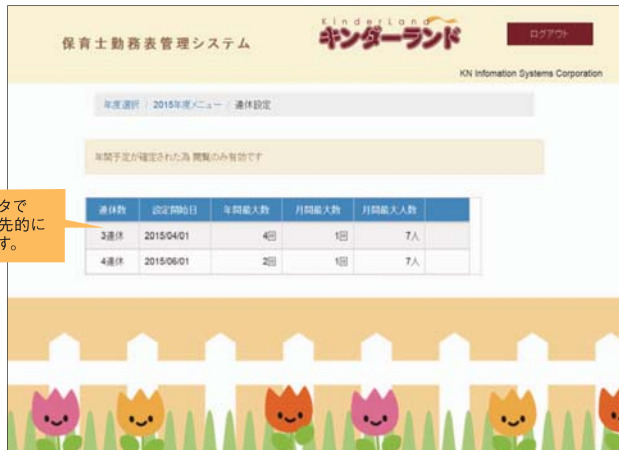 保育士勤務表管理システム
KinderLand
キンダーランド
ログアウト
KN Infomation Systems Corporation
年度選択 / 2015年度メニュー / 連休設定
年間予定が確定された為 閲覧のみ有効です
連休数 設定開始日 年間最大数 月間最大数 月間最大人数
3連休 2015/04/01 4回 1回 7人
4連休 2015/06/01 2回 1回 7人
タで
先的に
す。